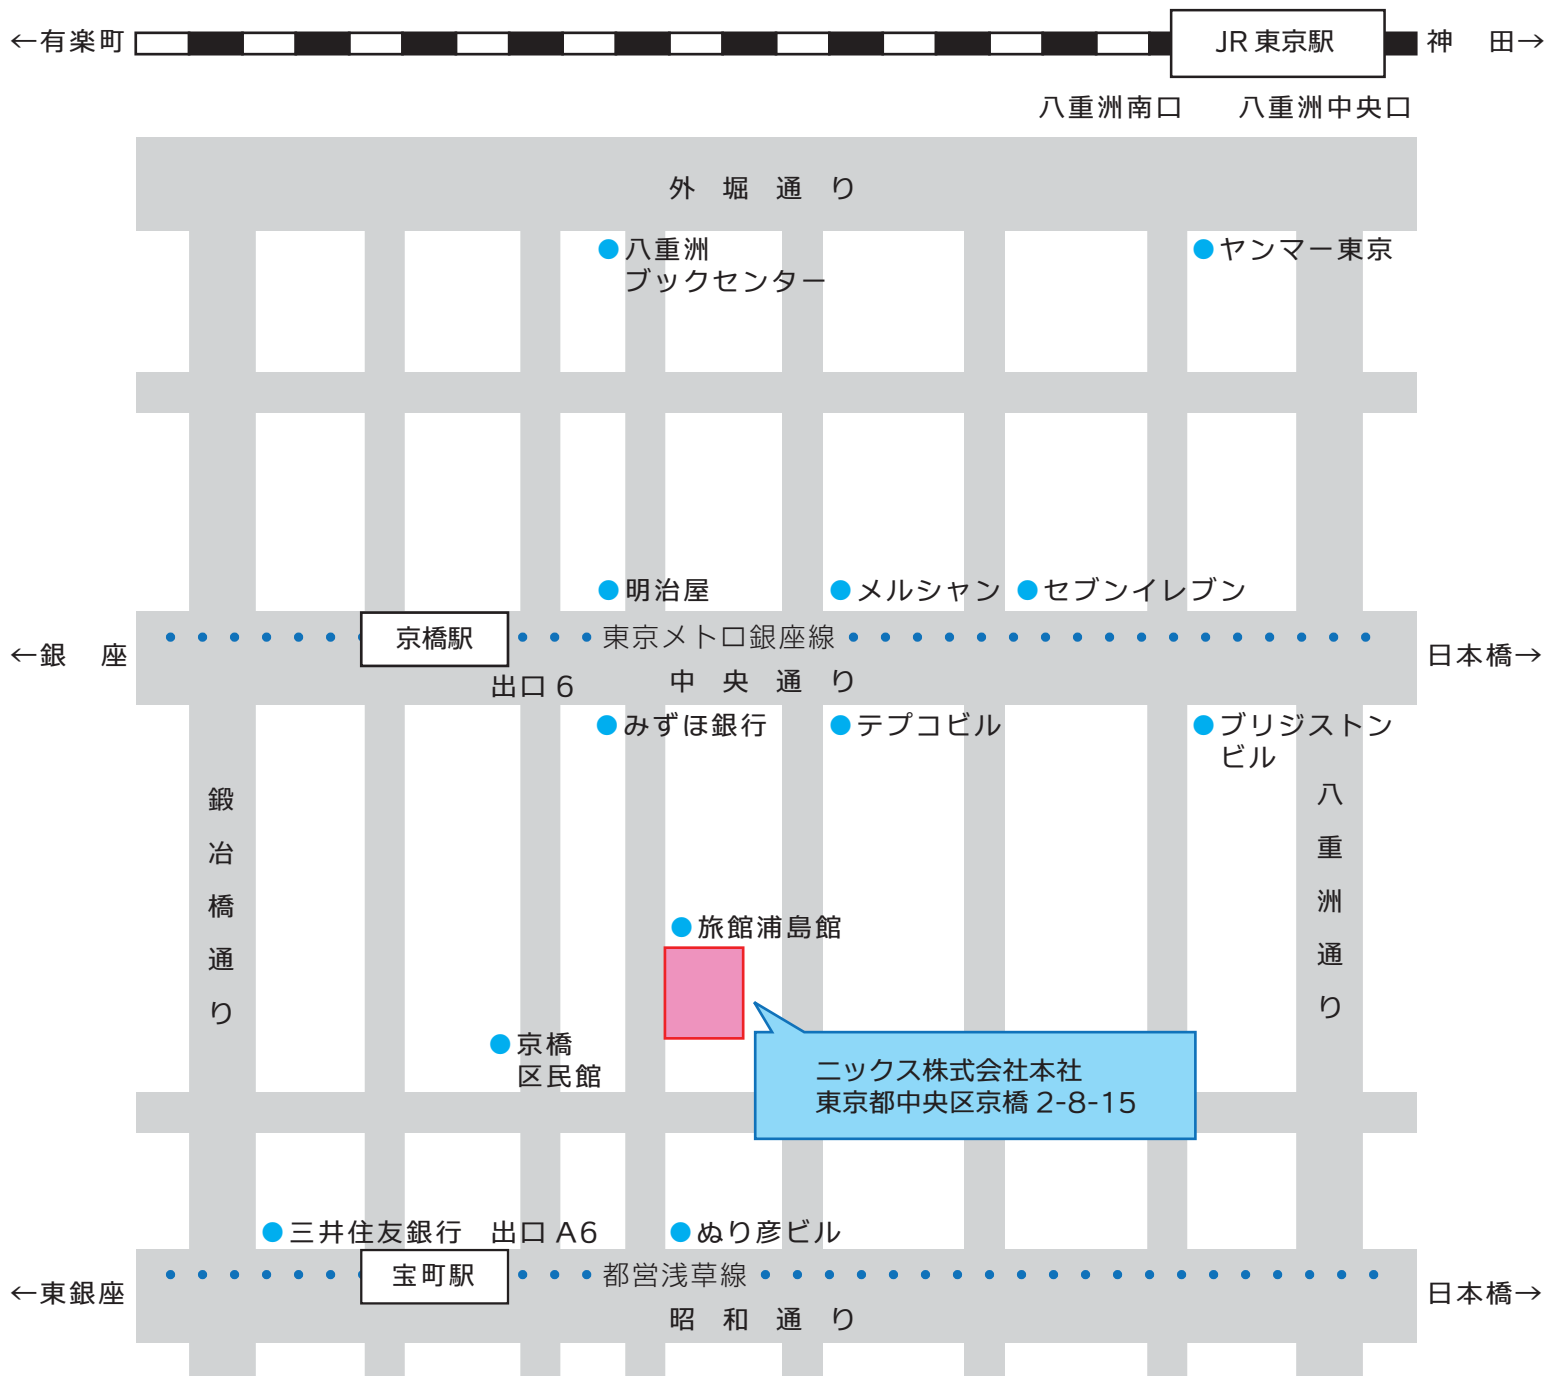 ←有楽町
JR 東京駅
神　田→
八重洲南口
八重洲中央口
外　堀　通　り
八重洲
ブックセンター
ヤンマー東京
明治屋
メルシャン
セブンイレブン
京橋駅
東京メトロ銀座線
←銀　座
日本橋→
出口 6
中　央　通　り
みずほ銀行
テプコビル
ブリジストン
ビル
鍛冶橋通り
八重洲通り
旅館浦島館
京橋
区民館
ニックス株式会社本社
東京都中央区京橋 2-8-15
三井住友銀行
出口 A6
ぬり彦ビル
宝町駅
都営浅草線
←東銀座
日本橋→
昭　和　通　り